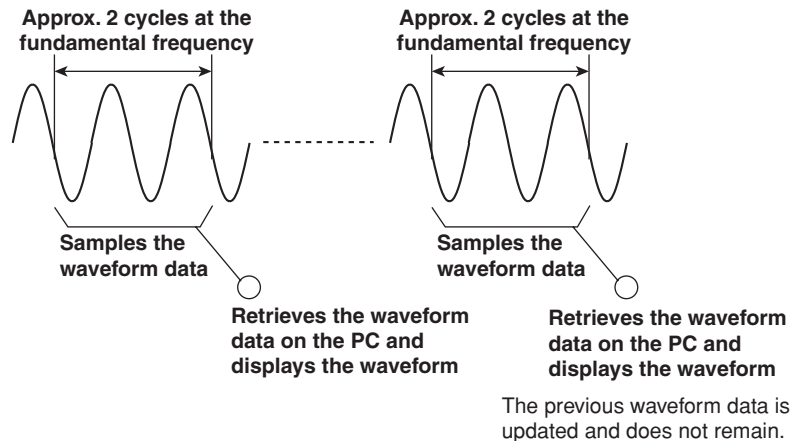 Approx. 2 cycles at the
fundamental frequency
Approx. 2 cycles at the
fundamental frequency
Samples the
waveform data
Samples the
waveform data
Retrieves the waveform
data on the PC and
displays the waveform
Retrieves the waveform
data on the PC and
displays the waveform
The previous waveform data is
updated and does not remain.